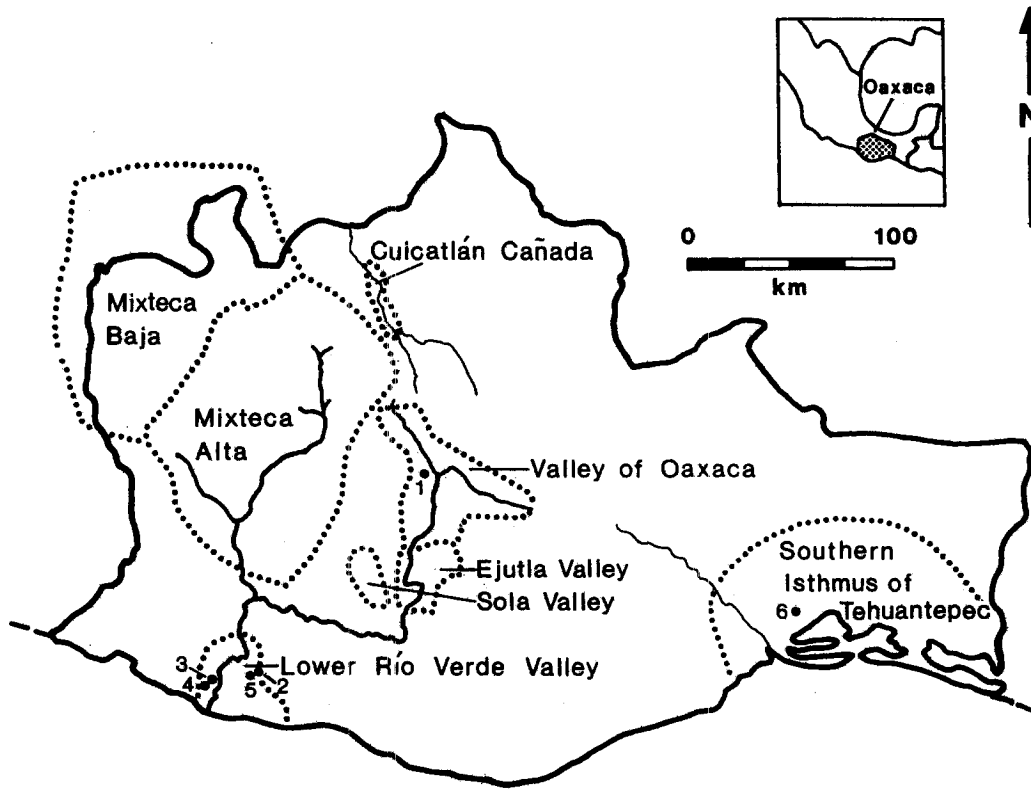 Oaxaca
N
0 100
km
Cuicatlán Cañada
Mixteca
Baja
Mixteca
Alta
Valley of Oaxaca
1
Ejutla Valley
Sola Valley
Southern
Isthmus of
6 Tehuantepec
3 Lower Río Verde Valley
4 5 2